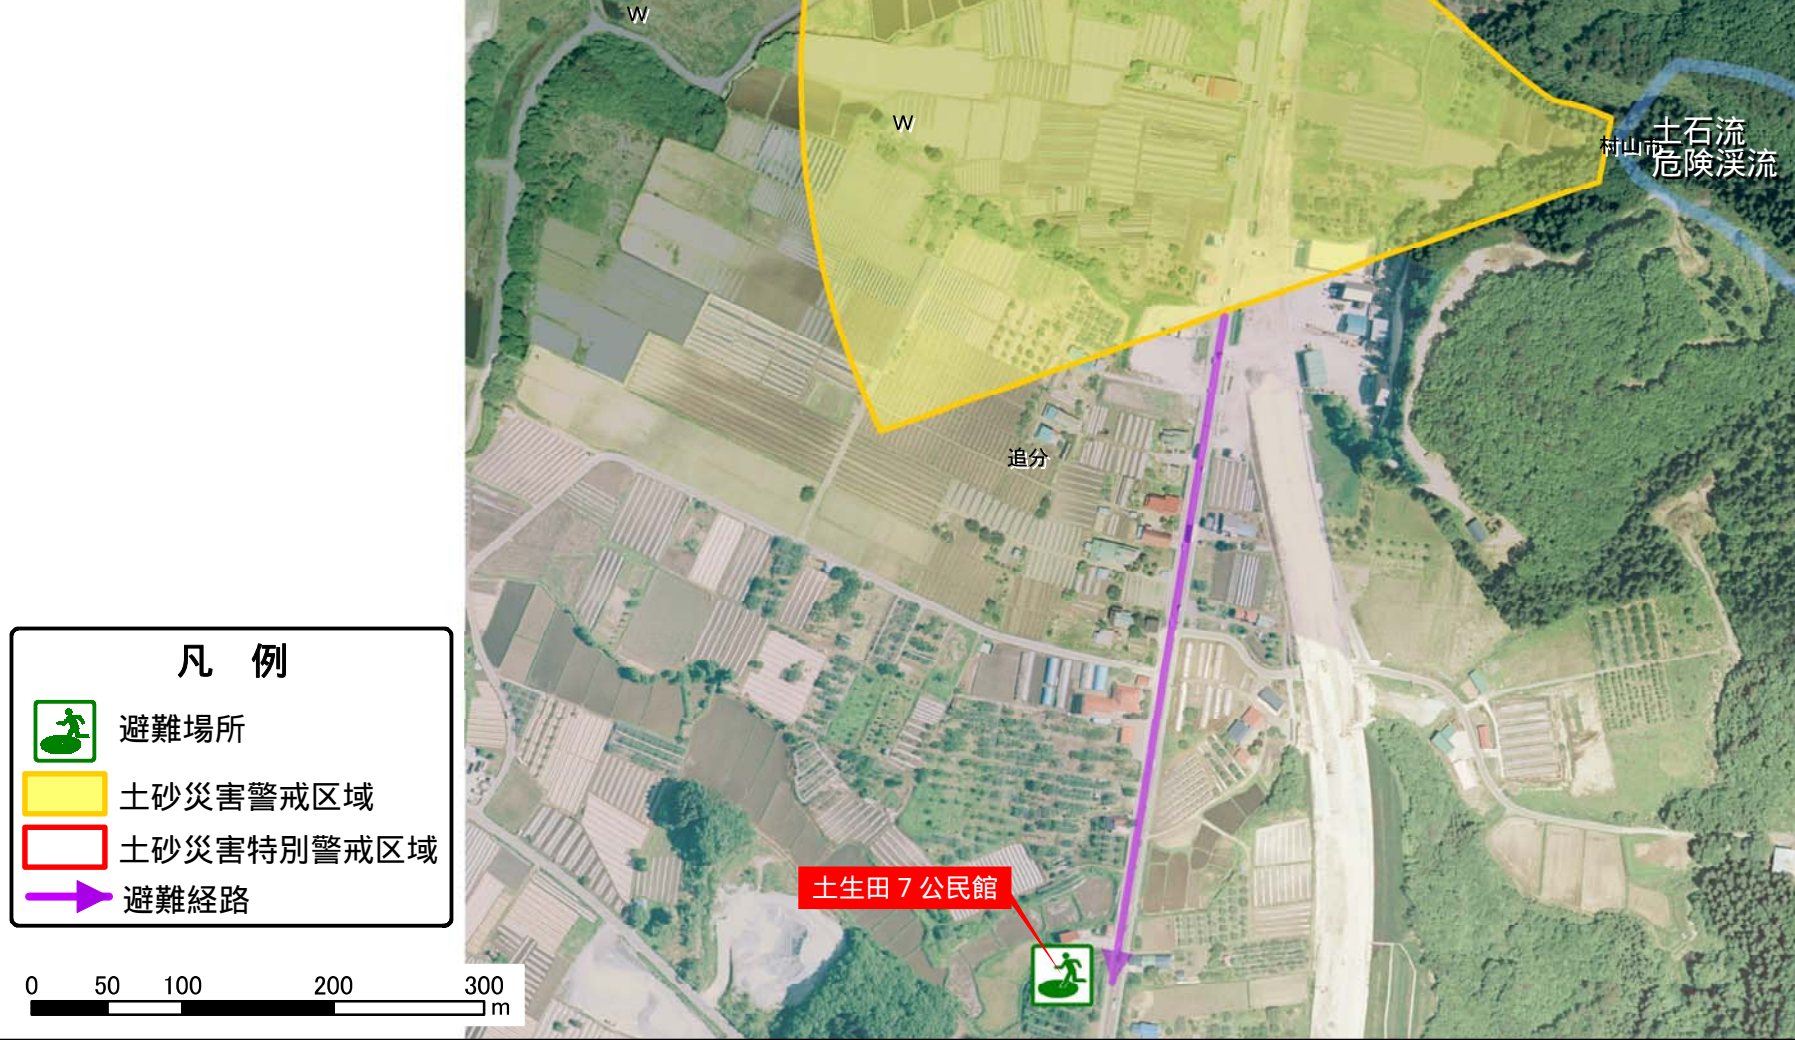 W
W
村山市
土石流
危険渓流
追分
凡 例
避難場所
土砂災害警戒区域
土砂災害特別警戒区域
避難経路
土生田７公民館
0 50 100 200 300
m